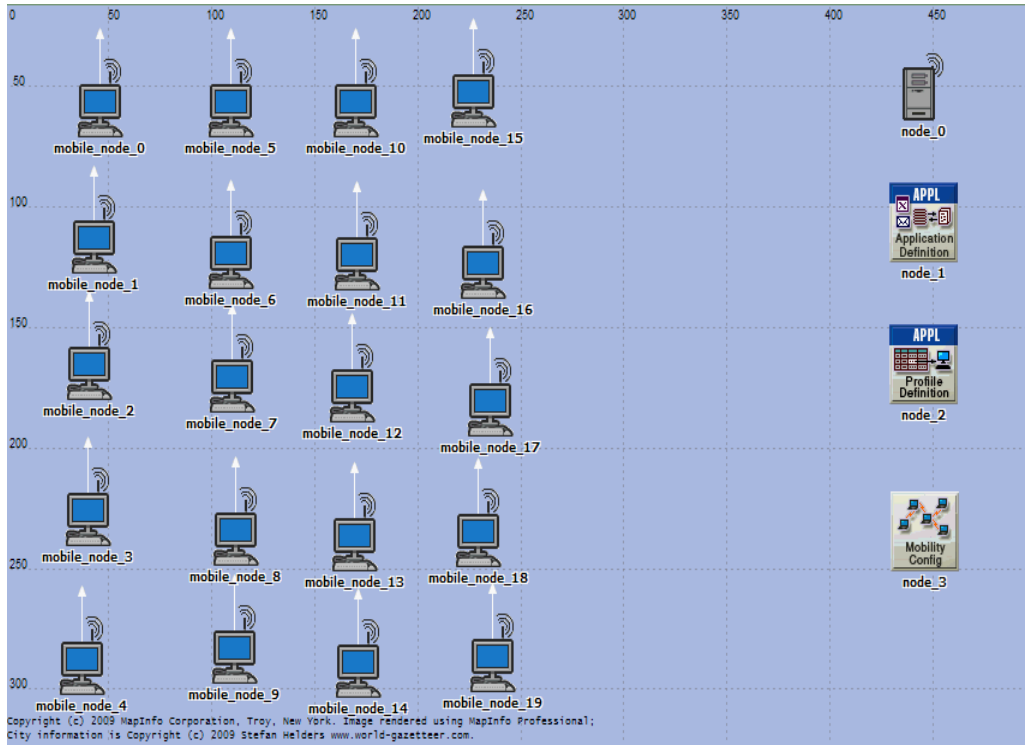 0 50 100 150 200 250 300 350 400 450
50
mobile_node_0 mobile_node_5 mobile_node_10 mobile_node_15 node_0
100
APPL
Application
Definition
mobile_node_1 mobile_node_6 mobile_node_11 mobile_node_16 node_1
150
APPL
Profile
Definition
mobile_node_2 mobile_node_7 mobile_node_12 mobile_node_17 node_2
200
Mobility
Config
mobile_node_3 mobile_node_8 mobile_node_13 mobile_node_18 node_3
250
300
mobile_node_4 mobile_node_9 mobile_node_14 mobile_node_19
Copyright (c) 2009 MapInfo Corporation, Troy, New York. Image rendered using MapInfo Professional;
City information is Copyright (c) 2009 Stefan Helders www.world-gazetteer.com.